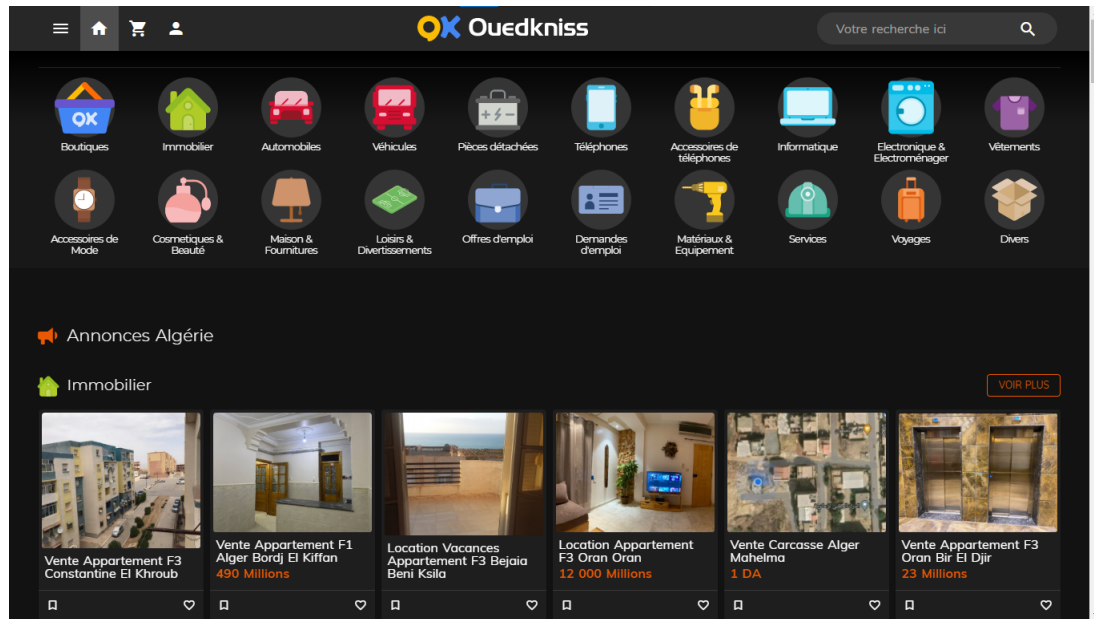 Ouedkniss
Votre recherche ici
QK
Boutiques
Immobilier
Automobiles
Véhicules
Pièces détachées
Téléphones
Accessoires de
téléphones
Informatique
Electronique &
Electroménager
Vêtements
Accessoires de
Mode
Cosmetiques &
Beauté
Maison &
Fournitures
Loisirs &
Divertissements
Offres d'emploi
Demandes
d'emploi
Matériaux &
Equipement
Services
Voyages
Divers
Annonces Algérie
Immobilier
VOIR PLUS
Vente Appartement F3
Constantine El Khroub
Vente Appartement F1
Alger Bordj El Kiffan
490 Millions
Location Vacances
Appartement F3 Bejaia
Beni Ksila
Location Appartement
F3 Oran Oran
12 000 Millions
Vente Carcasse Alger
Mahelma
1 DA
Vente Appartement F3
Oran Bir El Djir
23 Millions